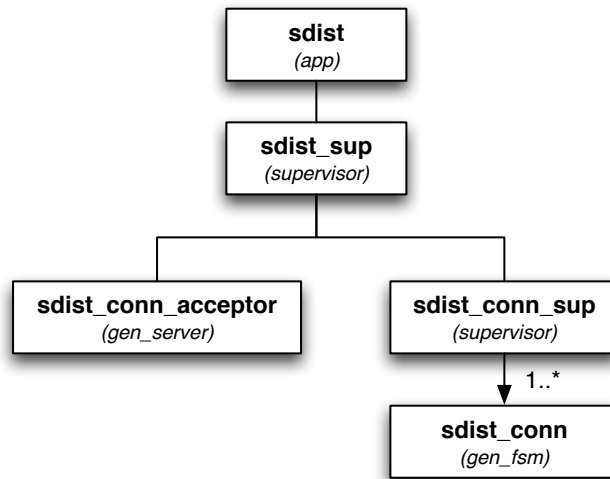 sdist
(app)
sdist_sup
(supervisor)
sdist_conn_acceptor
(gen_server)
sdist_conn_sup
(supervisor)
1..*
sdist_conn
(gen_fsm)